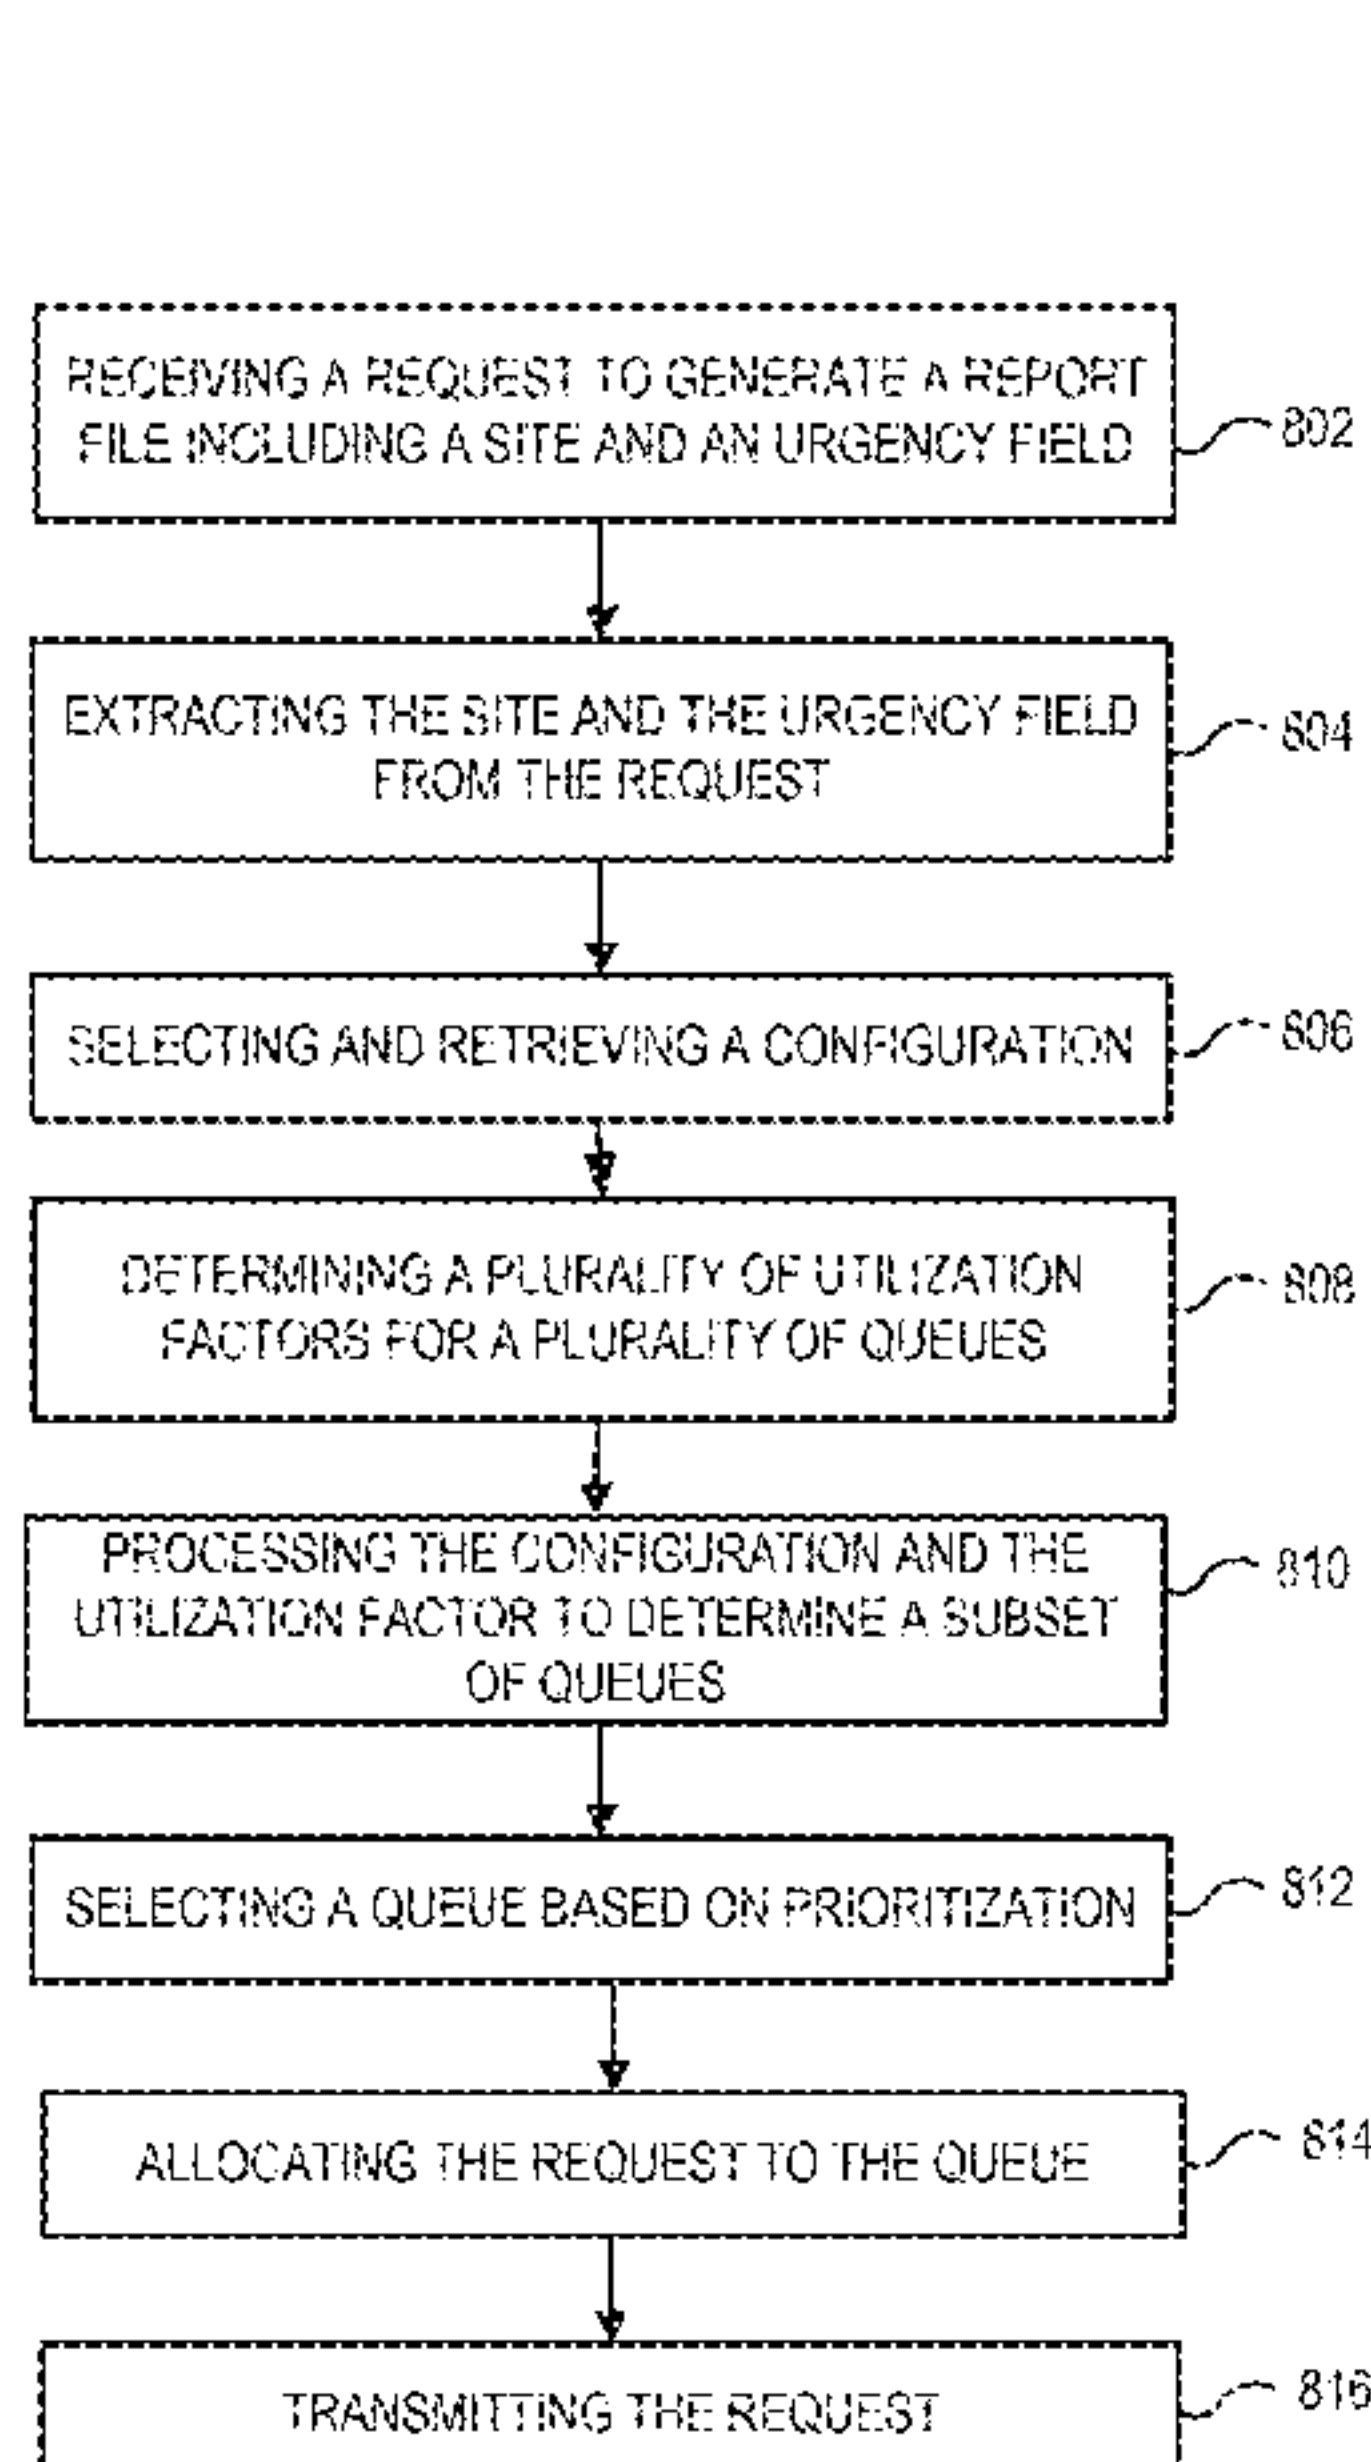 RECEIVING A REQUEST TO GENERATE A REPORT
FILE INCLUDING A SITE AND AN URGENCY FIELD
802
EXTRACTING THE SITE AND THE URGENCY FIELD
FROM THE REQUEST
804
SELECTING AND RETRIEVING A CONFIGURATION
806
DETERMINING A PLURALITY OF UTILIZATION
FACTORS FOR A PLURALITY OF QUEUES
808
PROCESSING THE CONFIGURATION AND THE
UTILIZATION FACTOR TO DETERMINE A SUBSET
OF QUEUES
810
SELECTING A QUEUE BASED ON PRIORITIZATION
812
ALLOCATING THE REQUEST TO THE QUEUE
814
TRANSMITTING THE REQUEST
816